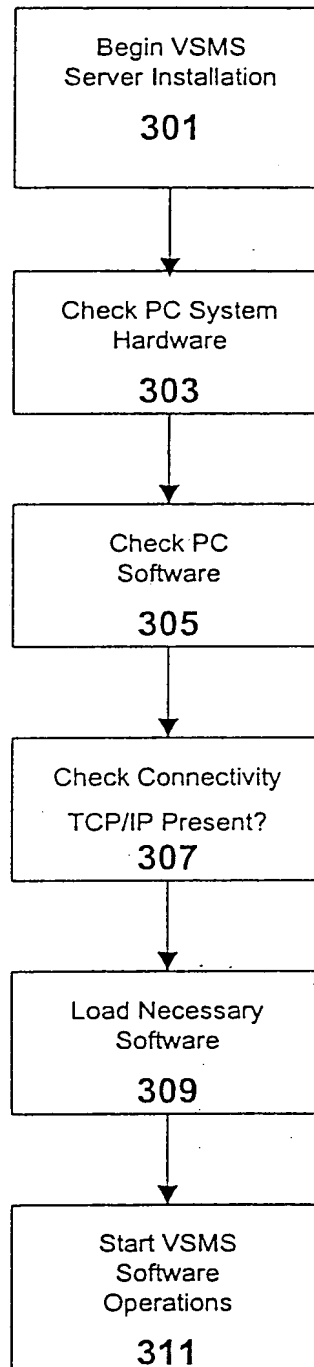 Begin VSMS
Server Installation
301
Check PC System
Hardware
303
Check PC
Software
305
Check Connectivity
TCP/IP Present?
307
Load Necessary
Software
309
Start VSMS
Software
Operations
311